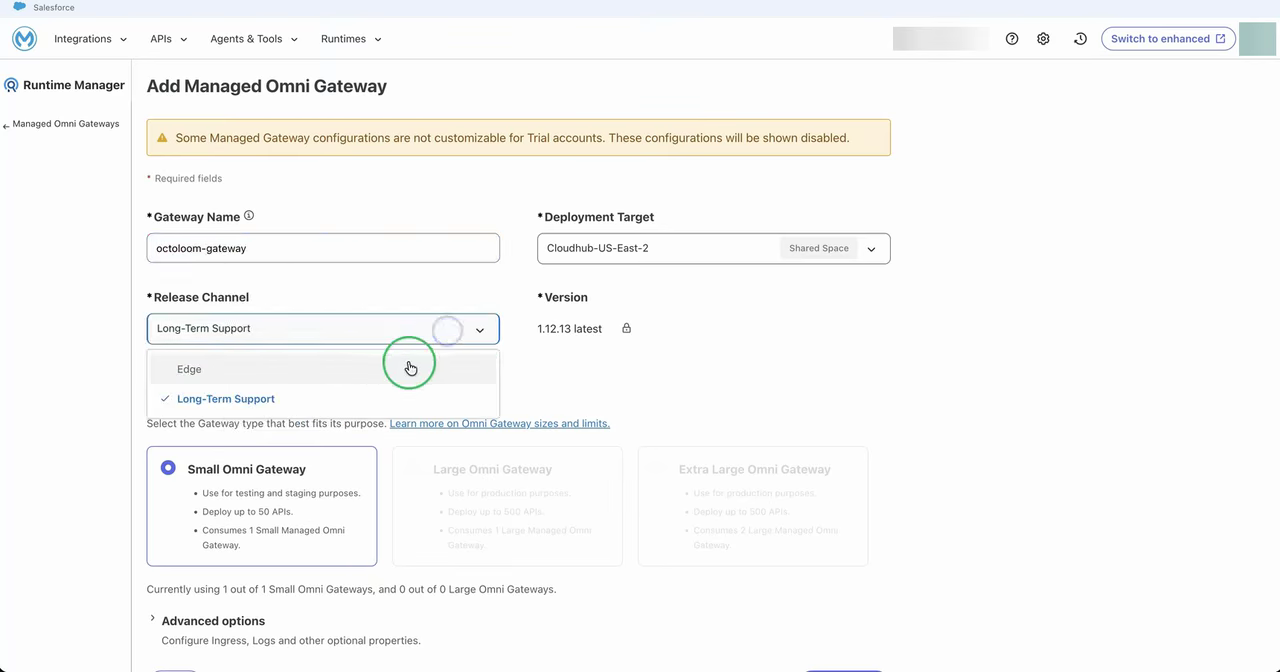 Salesforce
Integrations APIs Agents & Tools Runtimes Switch to enhanced
Runtime Manager
Managed Omni Gateways
Add Managed Omni Gateway
Some Managed Gateway configurations are not customizable for Trial accounts. These configurations will be shown disabled.
* Required fields
* Gateway Name
* Deployment Target
octoloom-gateway
Cloudhub-US-East-2 Shared Space
* Release Channel
* Version
Long-Term Support
1.12.13 latest
Edge
Long-Term Support
Select the Gateway type that best fits its purpose. Learn more on Omni Gateway sizes and limits.
Small Omni Gateway
• Use for testing and staging purposes.
• Deploy up to 50 APIs.
• Consumes 1 Small Managed Omni
Gateway.
Large Omni Gateway
• Use for production purposes.
• Deploy up to 500 APIs.
• Consumes 1 Large Managed Omni
Gateway.
Extra Large Omni Gateway
• Use for production purposes.
• Deploy up to 500 APIs.
• Consumes 2 Large Managed Omni
Gateway.
Currently using 1 out of 1 Small Omni Gateways, and 0 out of 0 Large Omni Gateways.
Advanced options
Configure Ingress, Logs and other optional properties.